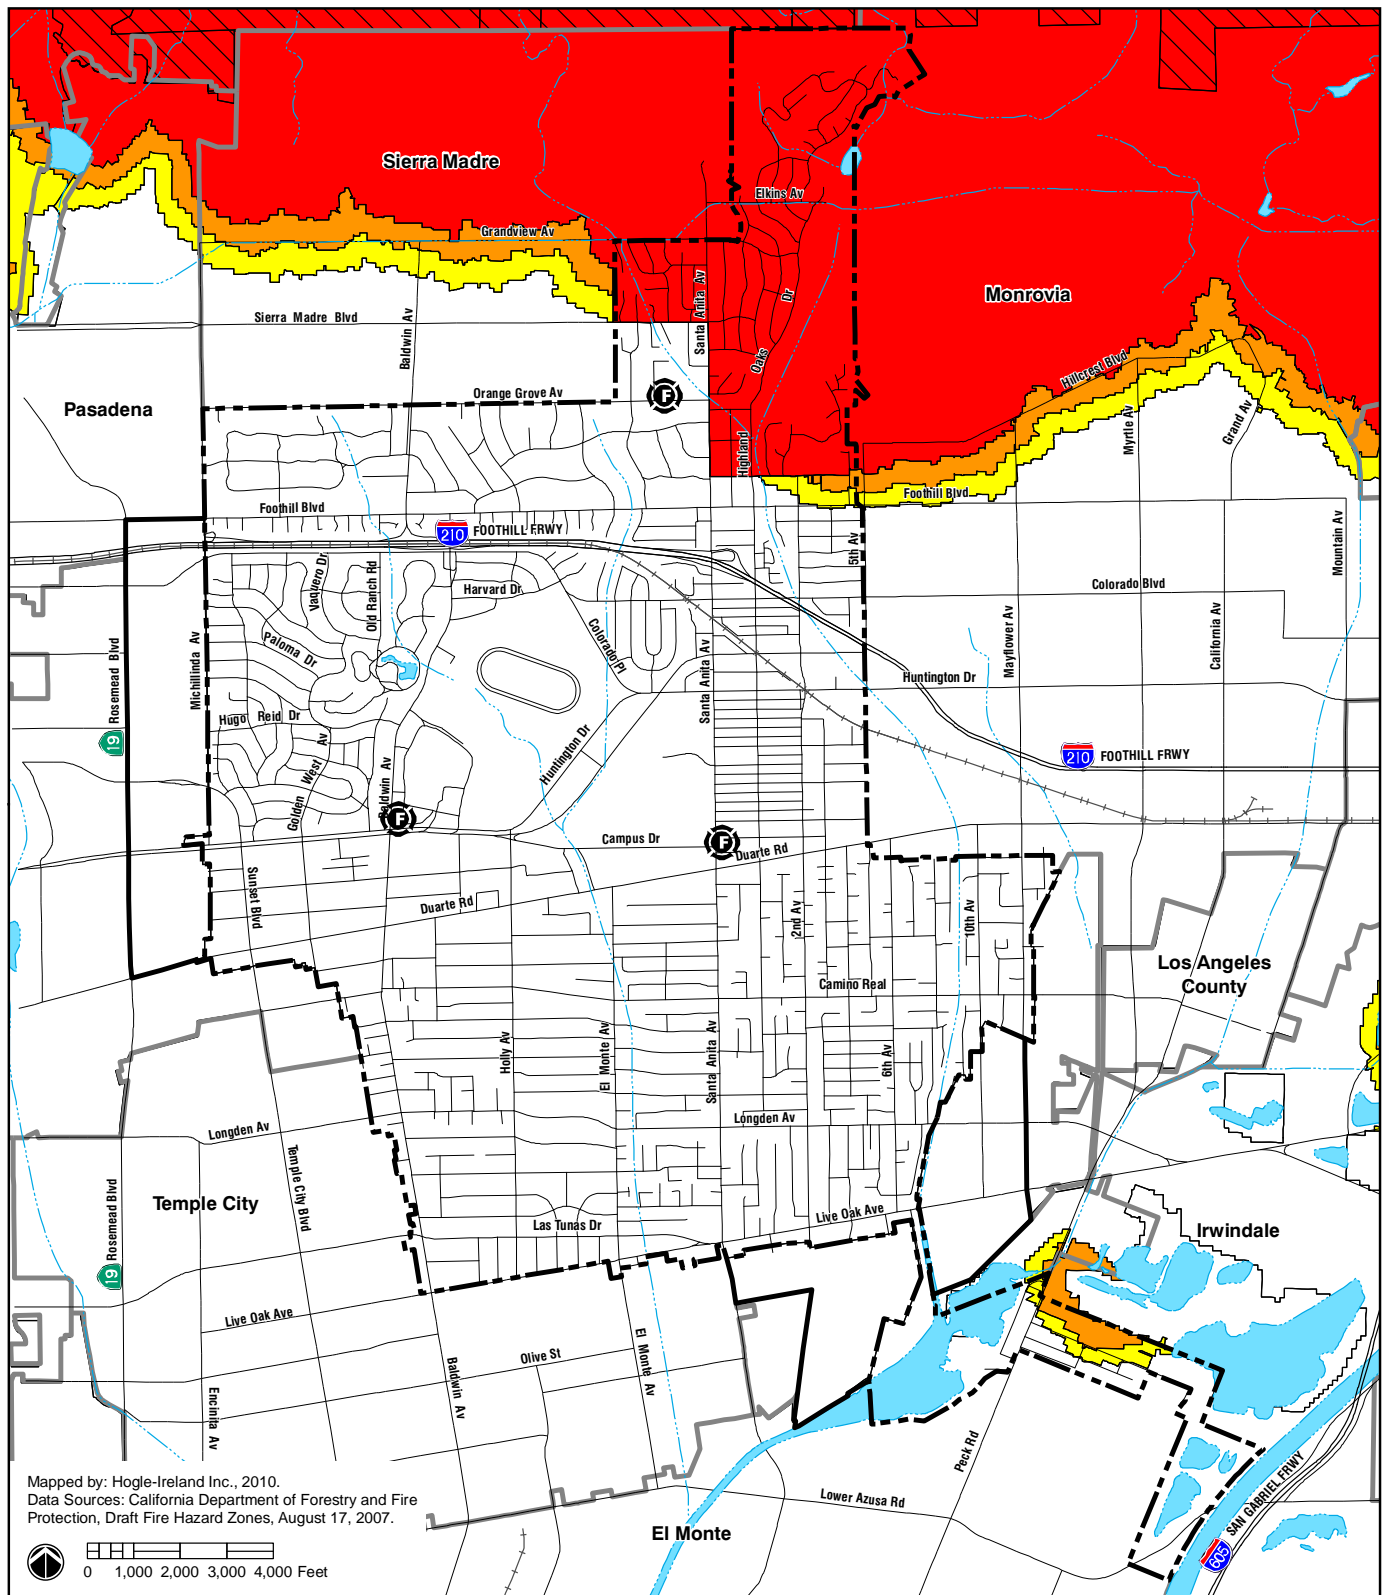 Sierra Madre
Elkins Av
Grandview Av
Monrovia
Santa Anita Av
Oaks
Dr
Sierra Madre Blvd
Baldwin Av
Hillcrest Blvd
Orange Grove Av
F
Pasadena
Myrtle Av
Grand Av
Highland
Foothill Blvd
Foothill Blvd
210
FOOTHILL FRWY
5th Av
Mountain Av
Vaquero Dr
Old Ranch Rd
Harvard Dr
Colorado Blvd
Colorado Pl
Paloma Dr
Michillinda Av
Rosemead Blvd
Santa Anita Av
Mayflower Av
California Av
Huntington Dr
Hugo Reid Dr
19
Golden West Av
Baldwin Av
Huntington Dr
210
FOOTHILL FRWY
F
F
Campus Dr
Duarte Rd
Sunset Blvd
Duarte Rd
2nd Av
10th Av
Los Angeles
County
Camino Real
Holly Av
El Monte Av
Santa Anita Av
6th Av
Longden Av
Longden Av
Temple City Blvd
Temple City
Rosemead Blvd
Las Tunas Dr
Live Oak Ave
Irwindale
19
Live Oak Ave
Olive St
El Monte Av
Baldwin Av
Encinita Av
Peck Rd
SAN GABRIEL FRWY
605
Lower Azusa Rd
El Monte
Mapped by: Hogle-Ireland Inc., 2010.
Data Sources: California Department of Forestry and Fire
Protection, Draft Fire Hazard Zones, August 17, 2007.
0 1,000 2,000 3,000 4,000 Feet